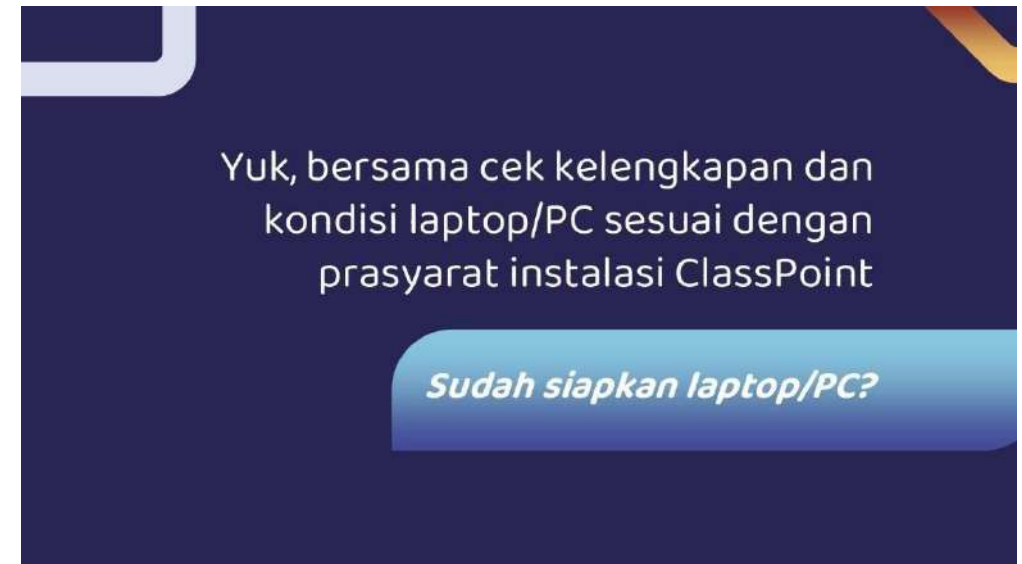 Yuk, bersama cek kelengkapan dan
kondisi laptop/PC sesuai dengan
prasyarat instalasi ClassPoint
Sudah siapkan laptop/PC?